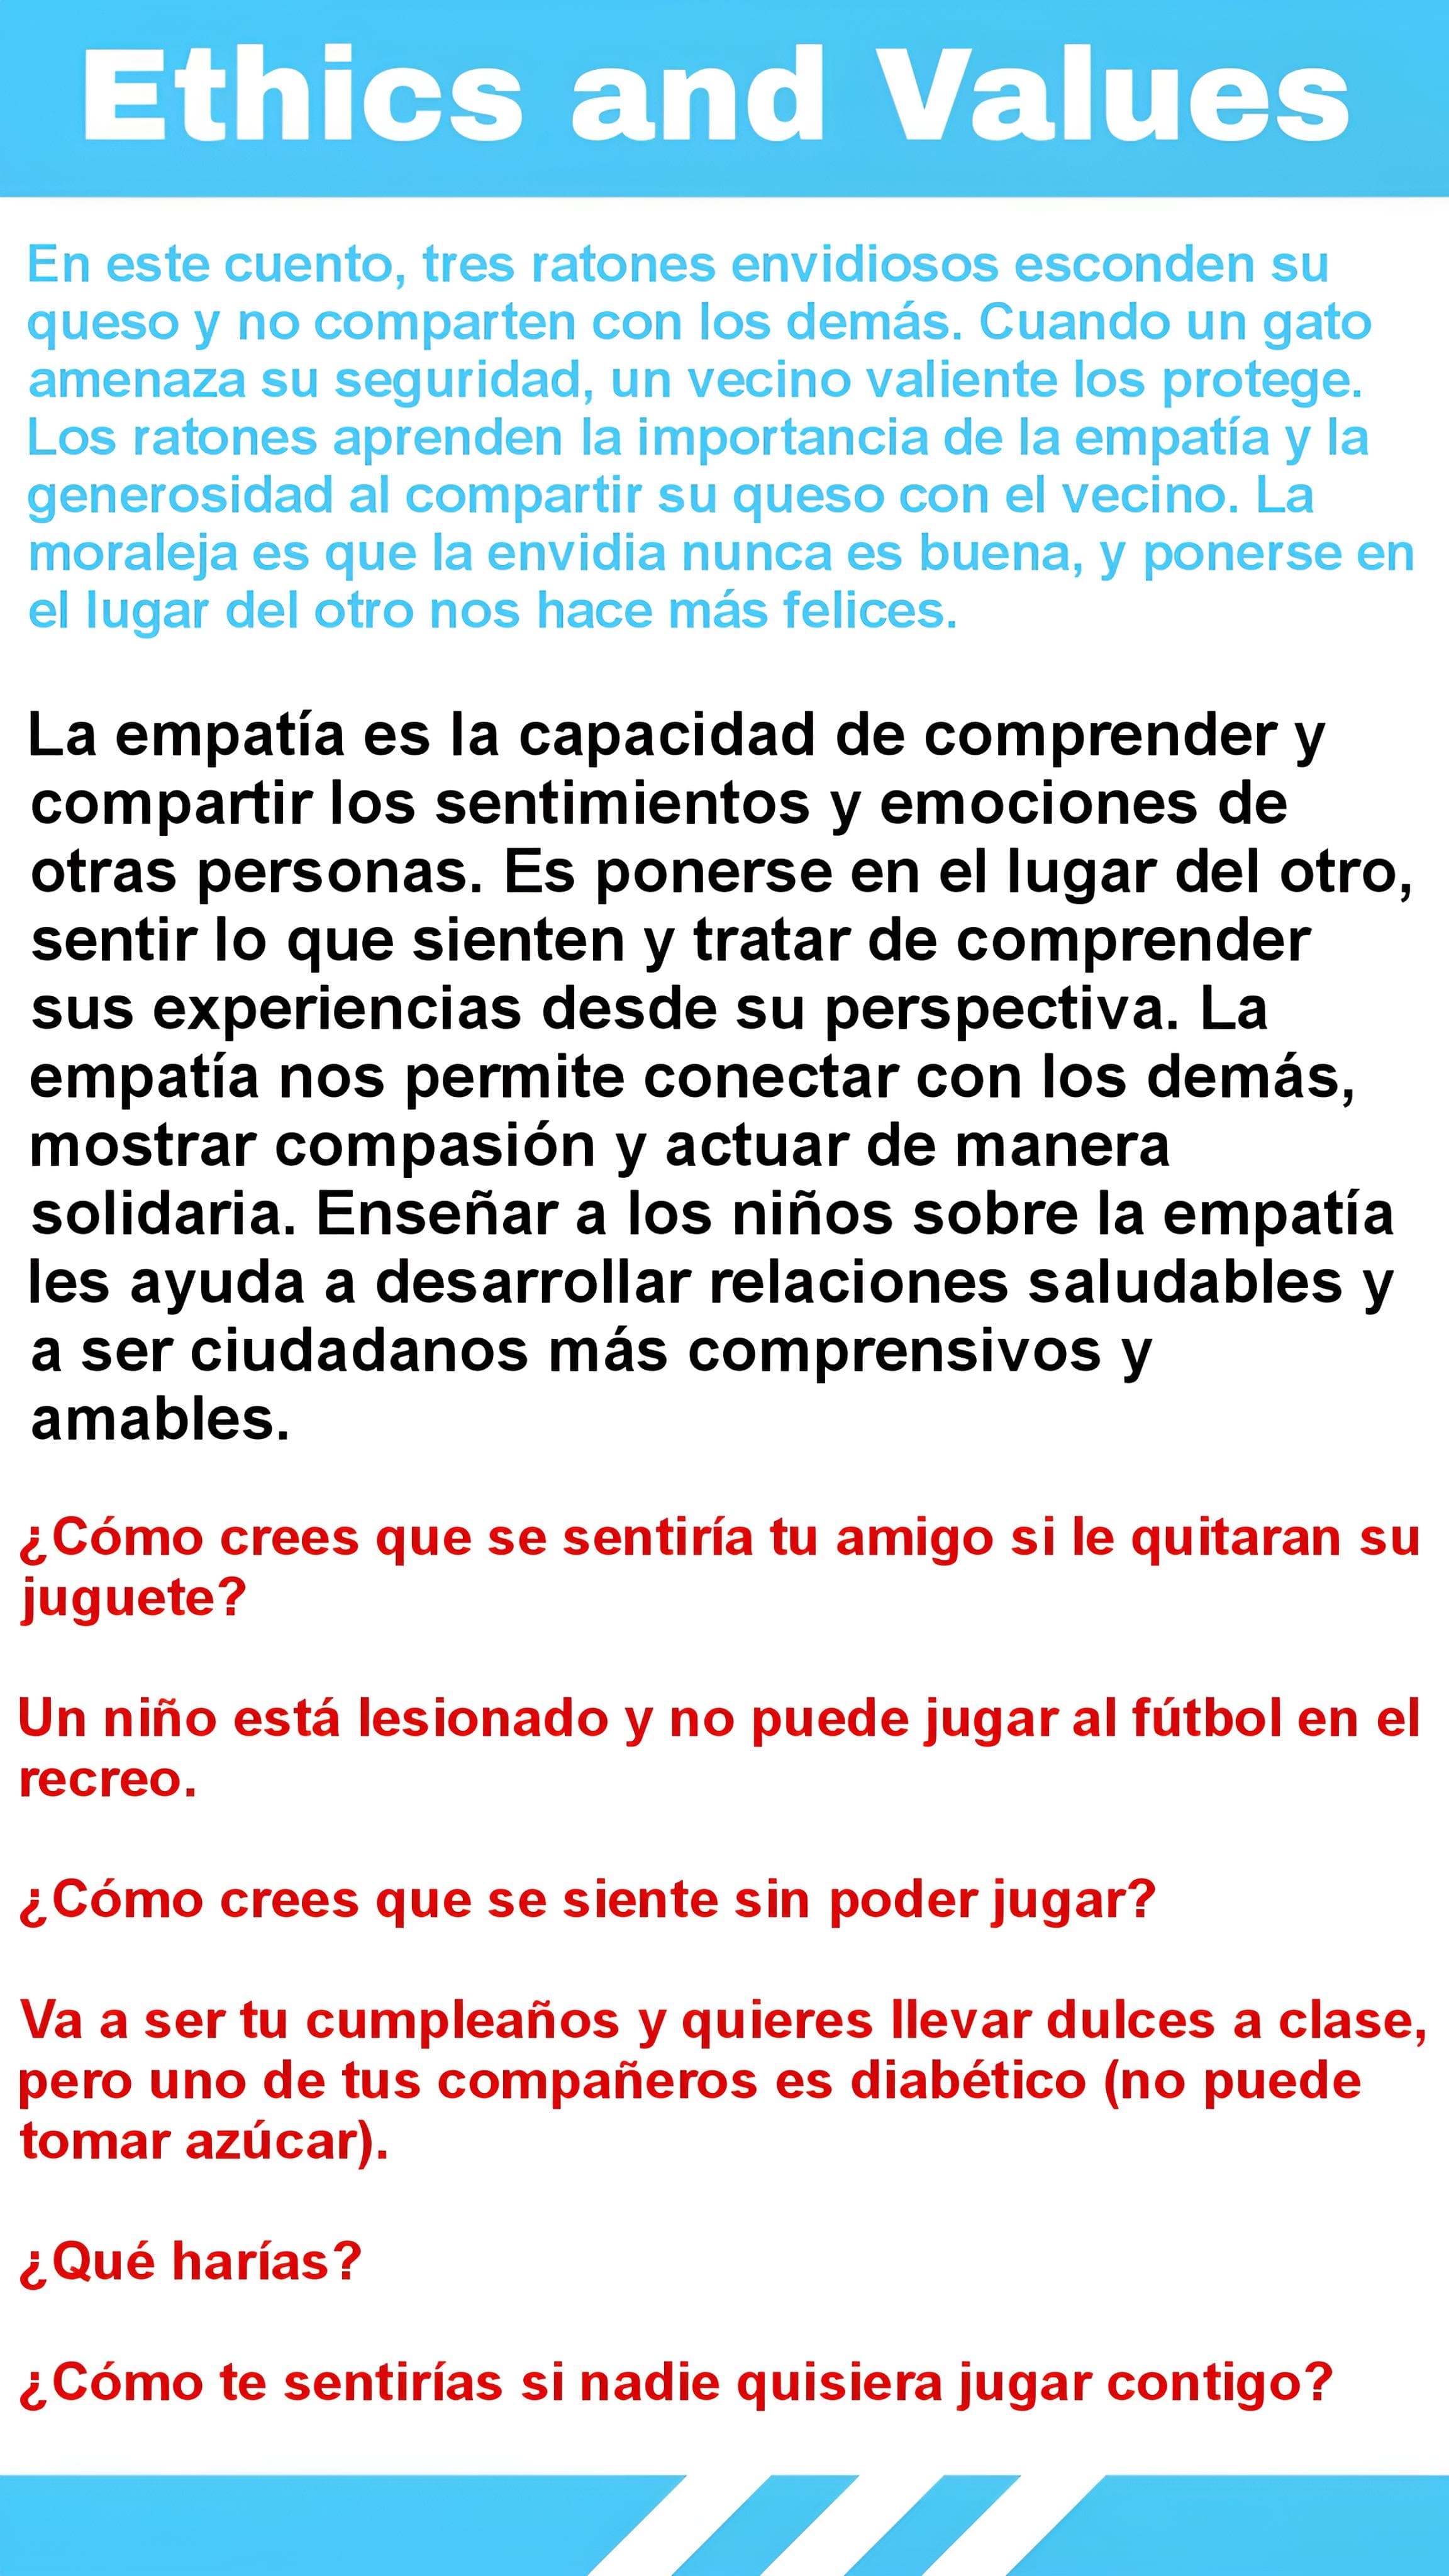 Ethics and Values
En este cuento, tres ratones envidiosos esconden su
queso y no comparten con los demás. Cuando un gato
amenaza su seguridad, un vecino valiente los protege.
Los ratones aprenden la importancia de la empatía y la
generosidad al compartir su queso con el vecino. La
moraleja es que la envidia nunca es buena, y ponerse en
el lugar del otro nos hace más felices.
La empatía es la capacidad de comprender y
compartir los sentimientos y emociones de
otras personas. Es ponerse en el lugar del otro,
sentir lo que sienten y tratar de comprender
sus experiencias desde su perspectiva. La
empatía nos permite conectar con los demás,
mostrar compasión y actuar de manera
solidaria. Enseñar a los niños sobre la empatía
les ayuda a desarrollar relaciones saludables y
a ser ciudadanos más comprensivos y
amables.
¿Cómo crees que se sentiría tu amigo si le quitaran su
juguete?
Un niño está lesionado y no puede jugar al fútbol en el
recreo.
¿Cómo crees que se siente sin poder jugar?
Va a ser tu cumpleaños y quieres llevar dulces a clase,
pero uno de tus compañeros es diabético (no puede
tomar azúcar).
¿Qué harías?
¿Cómo te sentirías si nadie quisiera jugar contigo?